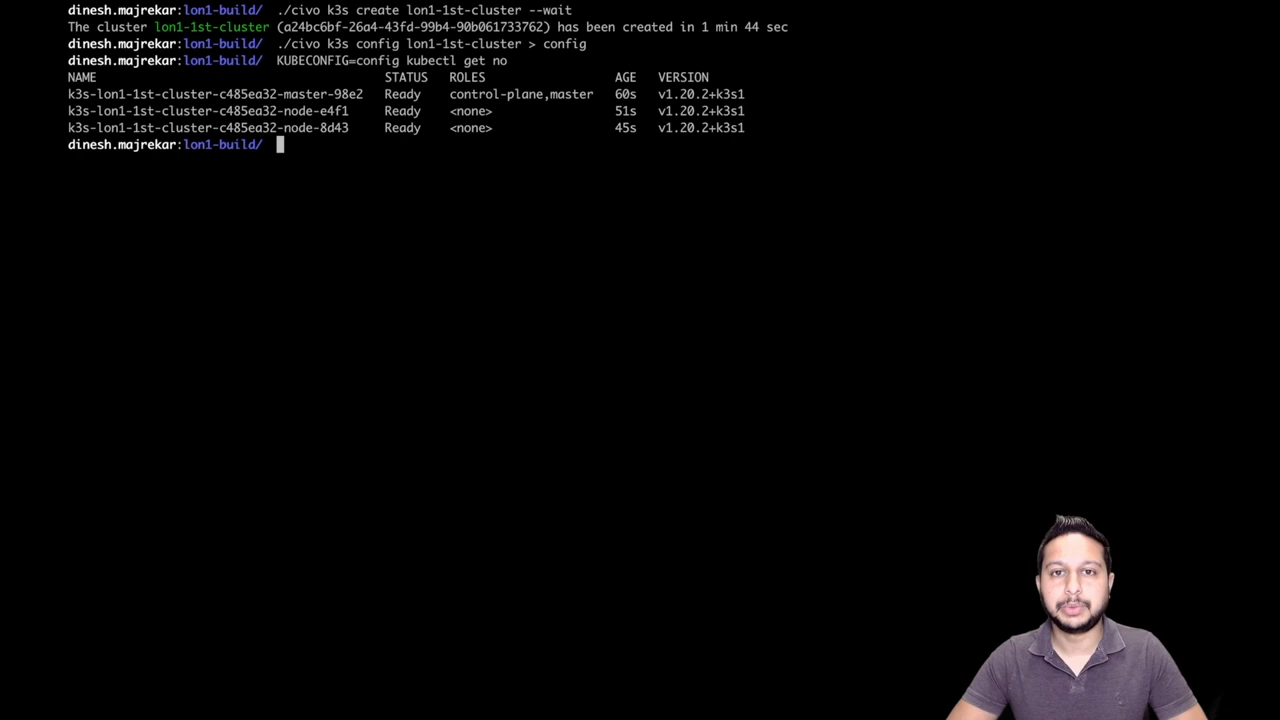 dinesh.majrekar:lon1-build/ ./civo k3s create lon1-1st-cluster --wait
The cluster lon1-1st-cluster (a24bc6bf-26a4-43fd-99b4-90b061733762) has been created in 1 min 44 sec
dinesh.majrekar:lon1-build/ ./civo k3s config lon1-1st-cluster > config
dinesh.majrekar:lon1-build/ KUBECONFIG=config kubectl get no
NAME STATUS ROLES AGE VERSION
k3s-lon1-1st-cluster-c485ea32-master-98e2 Ready control-plane,master 60s v1.20.2+k3s1
k3s-lon1-1st-cluster-c485ea32-node-e4f1 Ready <none> 51s v1.20.2+k3s1
k3s-lon1-1st-cluster-c485ea32-node-8d43 Ready <none> 45s v1.20.2+k3s1
dinesh.majrekar:lon1-build/